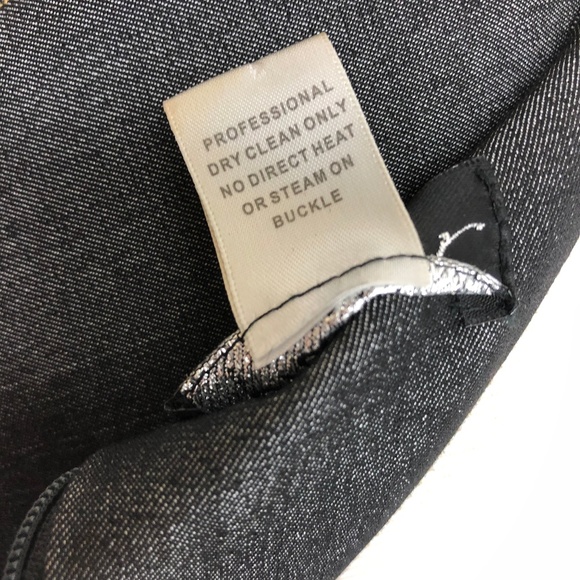 PROFESSIONAL
DRY CLEAN ONLY
NO DIRECT HEAT
OR STEAM ON
BUCKLE